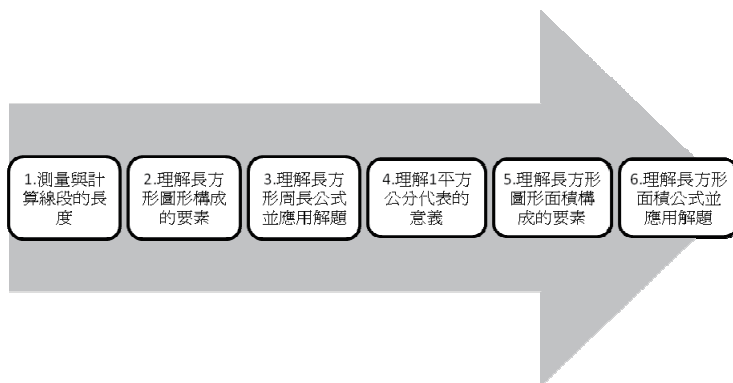 1.測量與計
算線段的長
度
2.理解長方
形圖形構成
的要素
3.理解長方
形周長公式
並應用解題
4.理解1平方
公分代表的
意義
5.理解長方形
圖形面積構
成的要素
6.理解長方形
面積公式並
應用解題